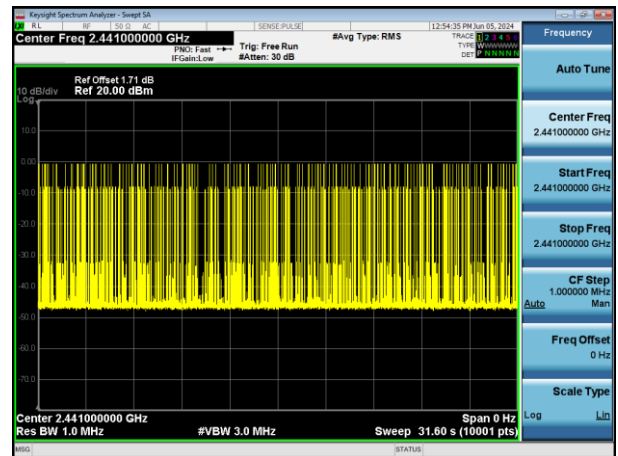 Keysight Spectrum Analyzer - Swept SA
RL RF 50 Ω AC SENSE:PULSE 12:54:35 PM Jun 05, 2024
Center Freq 2.441000000 GHz
#Avg Type: RMS
TRACE 1 2 3 4 5 6
PNO: Fast Trig: Free Run
TYPE WWWWWW
IFGain:Low #Atten: 30 dB
DET P N N N N N
Ref Offset 1.71 dB
10 dB/div Ref 20.00 dBm
Log
10.0
0.00
-10.0
-20.0
-30.0
-40.0
-50.0
-60.0
-70.0
Center 2.441000000 GHz Span 0 Hz
Res BW 1.0 MHz #VBW 3.0 MHz Sweep 31.60 s (10001 pts)
MSG STATUS
Frequency
Auto Tune
Center Freq
2.441000000 GHz
Start Freq
2.441000000 GHz
Stop Freq
2.441000000 GHz
CF Step
1.000000 MHz
Auto Man
Freq Offset
0 Hz
Scale Type
Log Lin